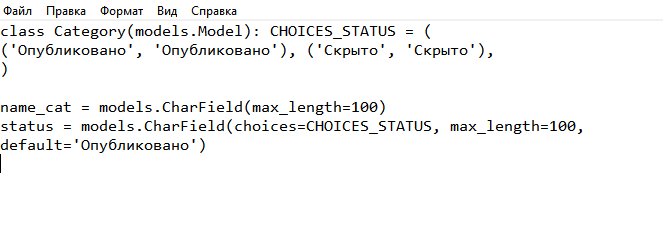 Файл Правка Формат Вид Справка
class Category(models.Model): CHOICES_STATUS = (
('Опубликовано', 'Опубликовано'), ('Скрыто', 'Скрыто'),
)
name_cat = models.CharField(max_length=100)
status = models.CharField(choices=CHOICES_STATUS, max_length=100,
default='Опубликовано')